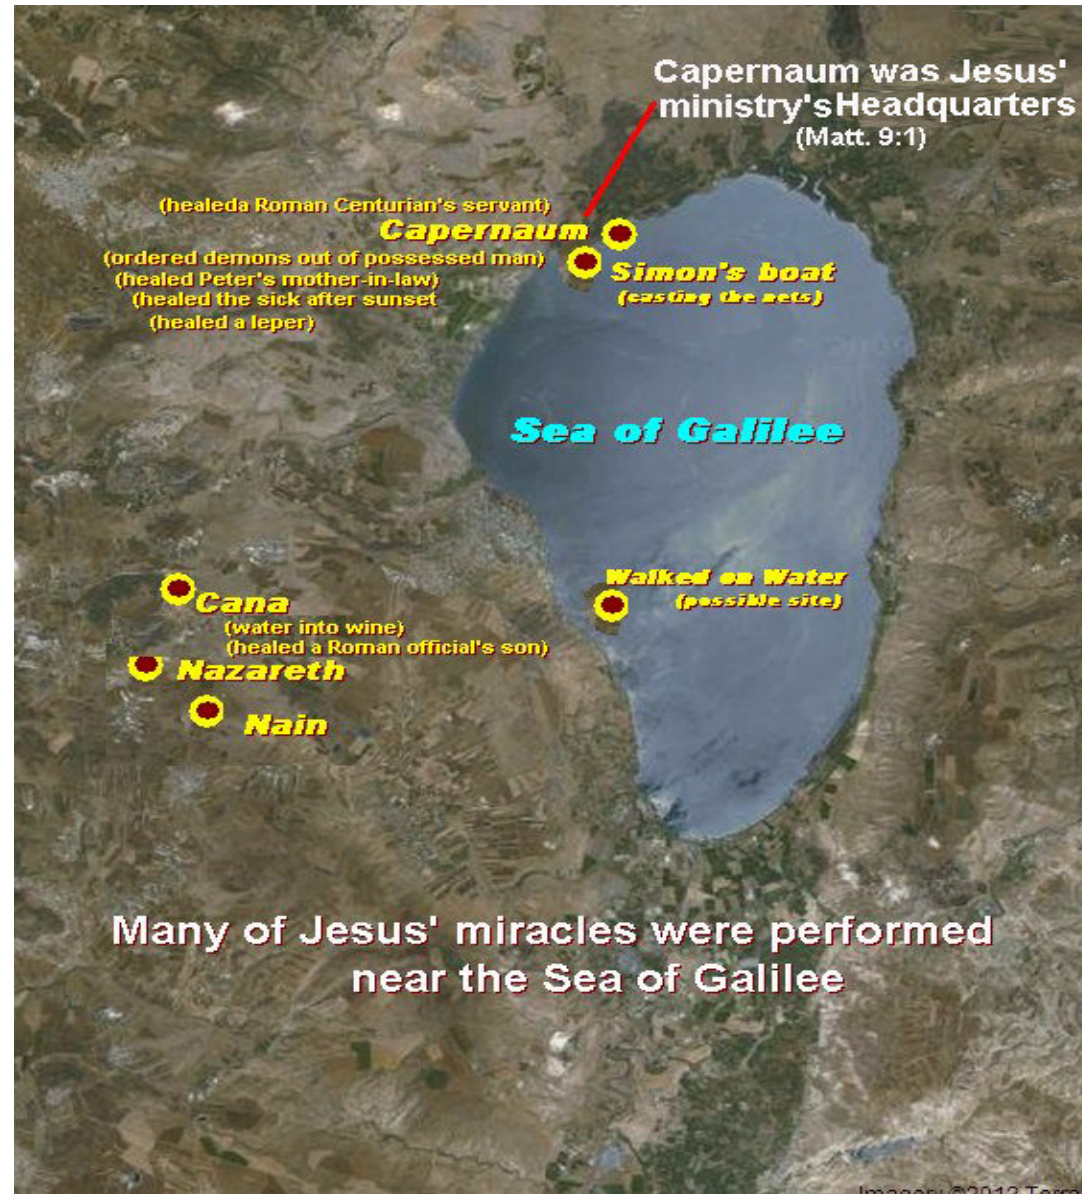 Capernaum was Jesus'
ministry's Headquarters
(Matt. 9:1)
(healeda Roman Centurian's servant)
Capernaum
(ordered demons out of possessed man)
(healed Peter's mother-in-law)
(healed the sick after sunset
(healed a leper)
Simon's boat
(casting the nets)
Sea of Galilee
Walked on Water
(possible site)
Cana
(water into wine)
(healed a Roman official's son)
Nazareth
Nain
Many of Jesus' miracles were performed
near the Sea of Galilee